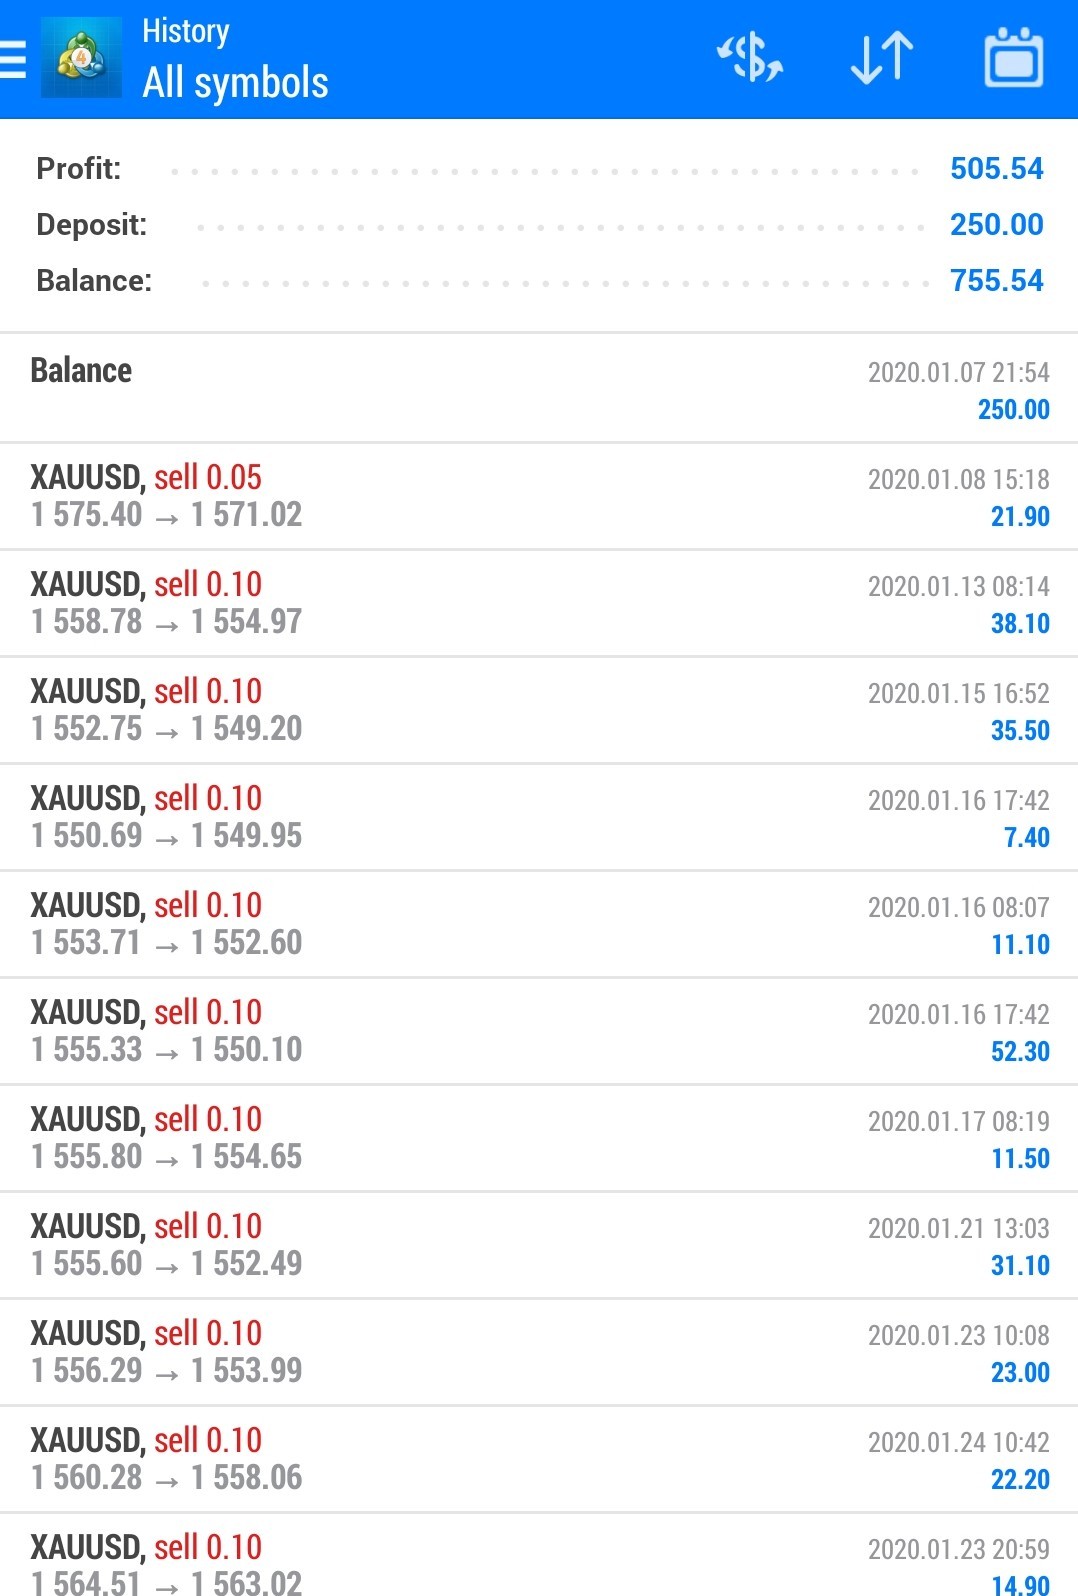 History
All symbols
Profit: 505.54
Deposit: 250.00
Balance: 755.54
Balance 2020.01.07 21:54
250.00
XAUUSD, sell 0.05 2020.01.08 15:18
1 575.40 → 1 571.02 21.90
XAUUSD, sell 0.10 2020.01.13 08:14
1 558.78 → 1 554.97 38.10
XAUUSD, sell 0.10 2020.01.15 16:52
1 552.75 → 1 549.20 35.50
XAUUSD, sell 0.10 2020.01.16 17:42
1 550.69 → 1 549.95 7.40
XAUUSD, sell 0.10 2020.01.16 08:07
1 553.71 → 1 552.60 11.10
XAUUSD, sell 0.10 2020.01.16 17:42
1 555.33 → 1 550.10 52.30
XAUUSD, sell 0.10 2020.01.17 08:19
1 555.80 → 1 554.65 11.50
XAUUSD, sell 0.10 2020.01.21 13:03
1 555.60 → 1 552.49 31.10
XAUUSD, sell 0.10 2020.01.23 10:08
1 556.29 → 1 553.99 23.00
XAUUSD, sell 0.10 2020.01.24 10:42
1 560.28 → 1 558.06 22.20
XAUUSD, sell 0.10 2020.01.23 20:59
1 564.51 → 1 563.02 14.90